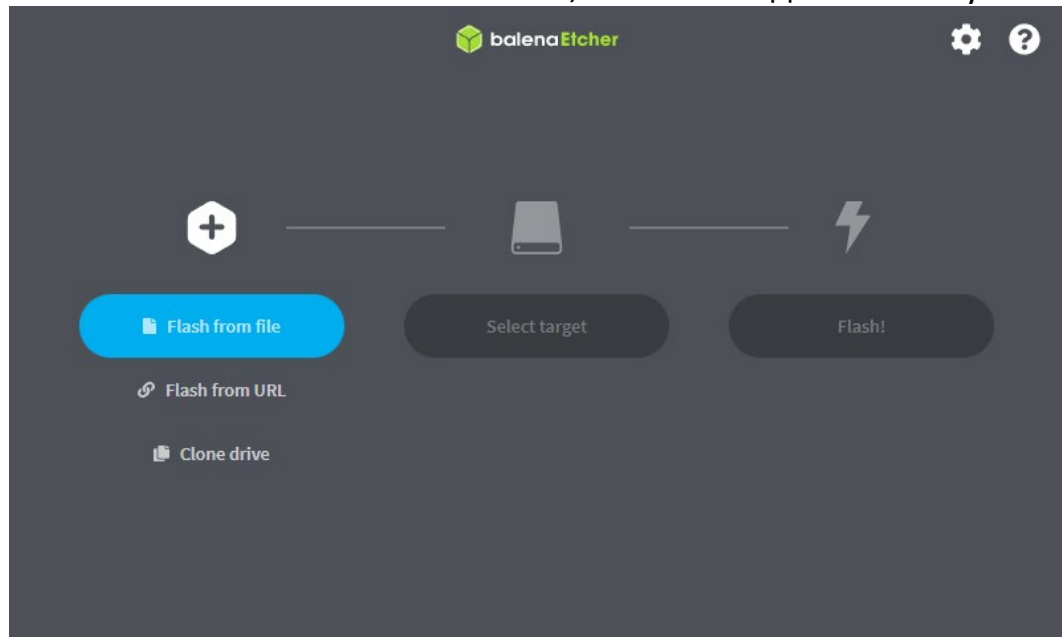 balenaEtcher
Flash from file
Select target
Flash!
Flash from URL
Clone drive